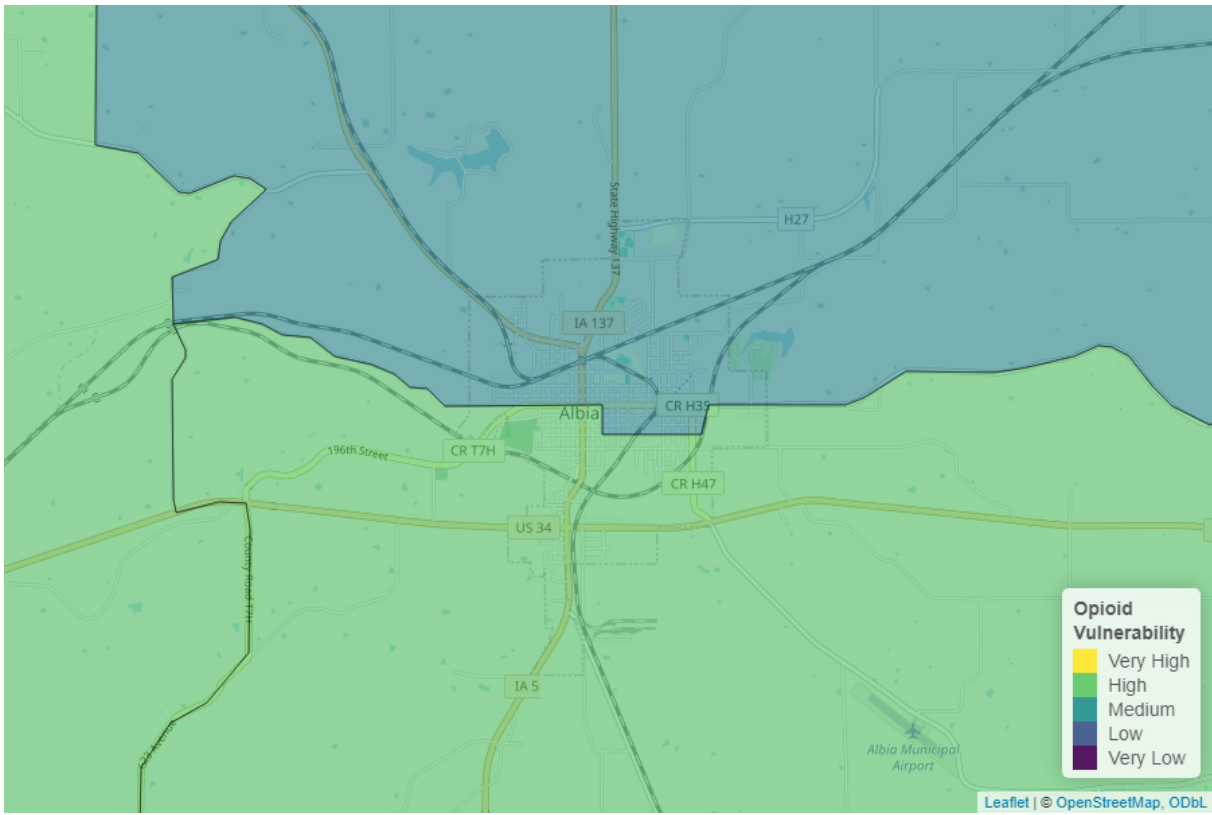 State Highway 137
H27
IA 137
CR H35
Albia
CR T7H
196th Street
CR H47
US 34
County Road T7H
IA 5
Albia Municipal
Airport
Opioid
Vulnerability
Very High
High
Medium
Low
Very Low
Leaflet | © OpenStreetMap, ODbL